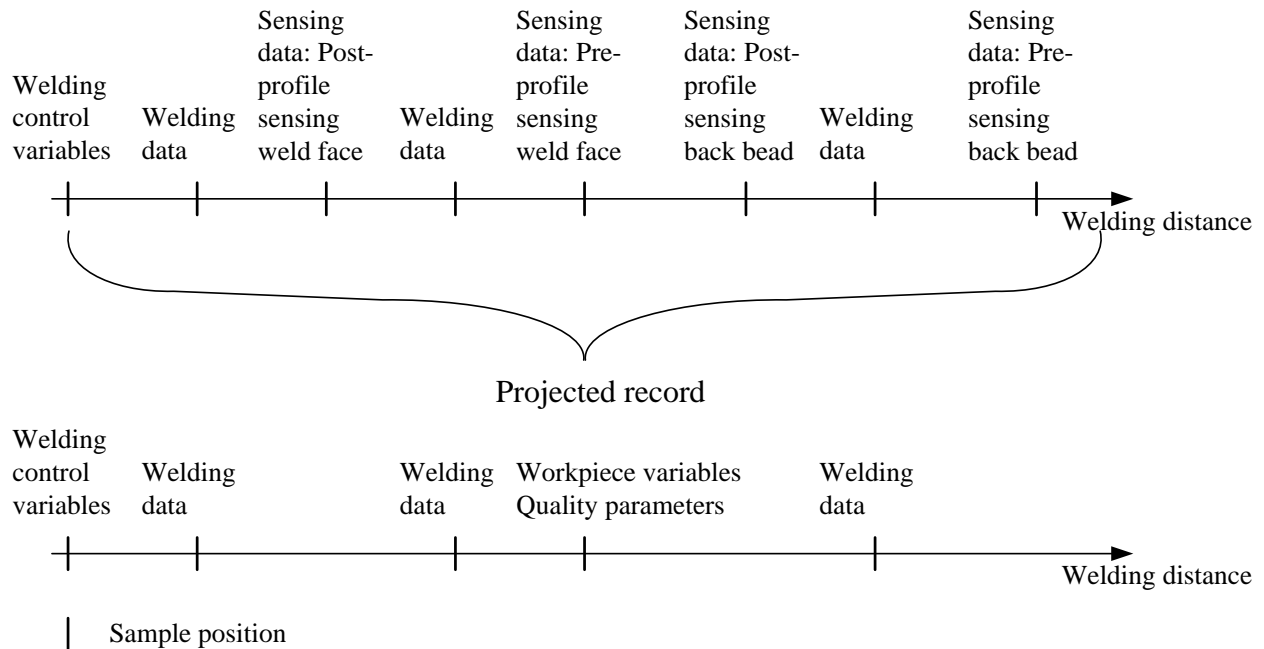 Welding
control
variables
Welding
data
Sensing
data: Post-
profile
sensing
weld face
Welding
data
Sensing
data: Pre-
profile
sensing
weld face
Sensing
data: Post-
profile
sensing
back bead
Welding
data
Sensing
data: Pre-
profile
sensing
back bead
Welding distance
Projected record
Welding
control
variables
Welding
data
Welding
data
Workpiece variables
Quality parameters
Welding
data
Welding distance
Sample position